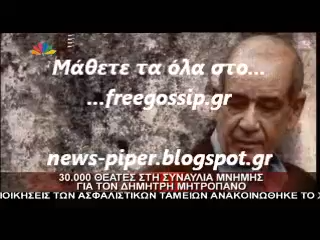 Μάθετε τα όλα στο...
...freegossip.gr
news-piper.blogspot.gr
30.000 ΘΕΑΤΕΣ ΣΤΗ ΣΥΝΑΥΛΙΑ ΜΝΗΜΗΣ
ΓΙΑ ΤΟΝ ΔΗΜΗΤΡΗ ΜΗΤΡΟΠΑΝΟ
ΟΙΚΗΣΕΙΣ ΤΩΝ ΑΣΦΑΛΙΣΤΙΚΩΝ ΤΑΜΕΙΩΝ ΑΝΑΚΟΙΝΩΘΗΚΕ ΤΟ Σ